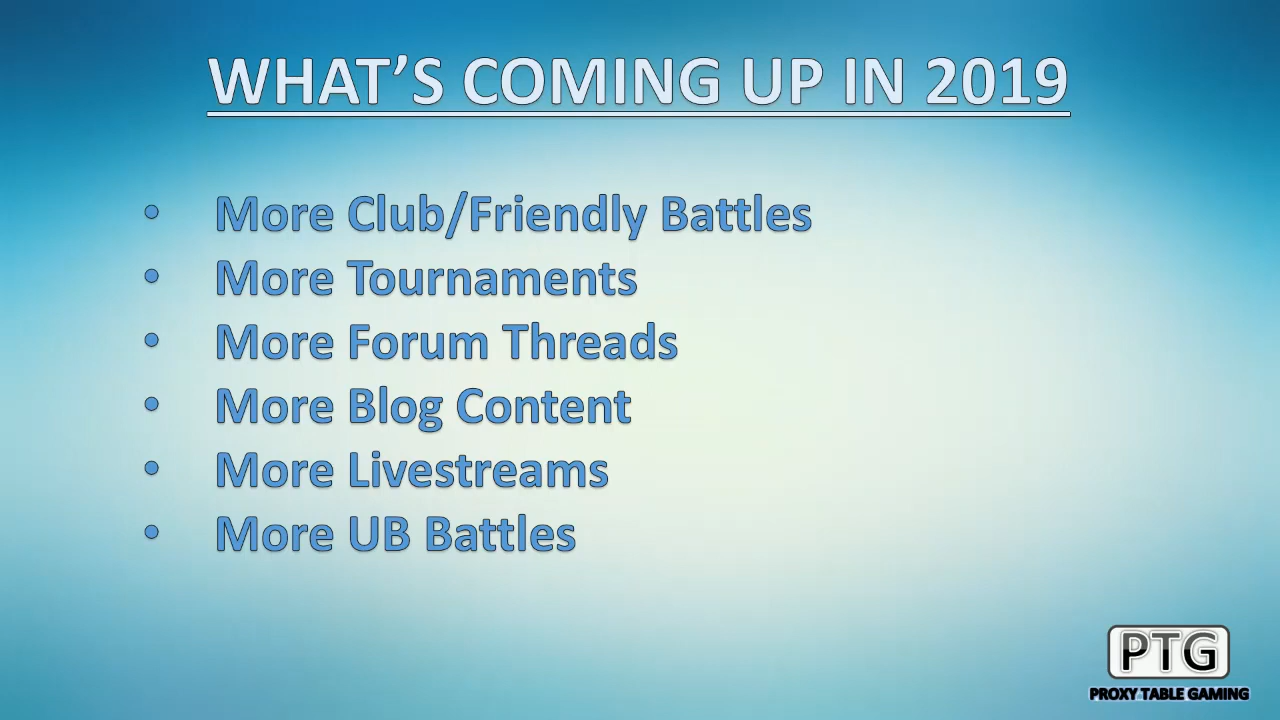 WHAT’S COMING UP IN 2019
• More Club/Friendly Battles
• More Tournaments
• More Forum Threads
• More Blog Content
• More Livestreams
• More UB Battles
PTG
PROXY TABLE GAMING